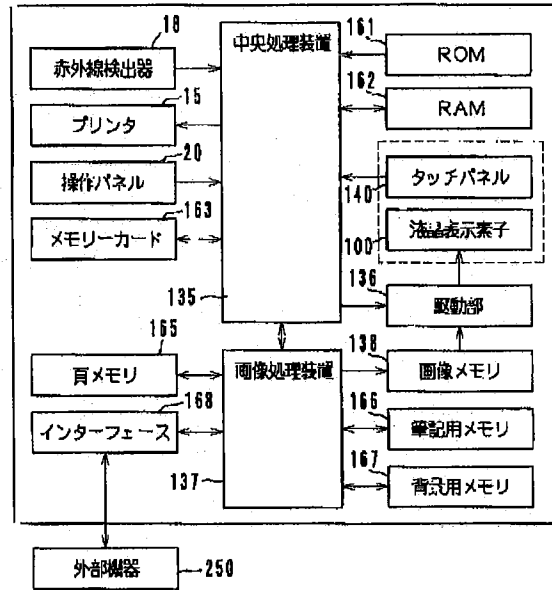 18
赤外線検出器
15
プリンタ
20
操作パネル
163
メモリーカード
中央処理装置
135
161
ROM
162
RAM
タッチパネル
140
液晶表示素子
100
136
駆動部
165
頁メモリ
168
インターフェース
画像処理装置
137
138
画像メモリ
166
筆記用メモリ
167
背景用メモリ
外部機器
250